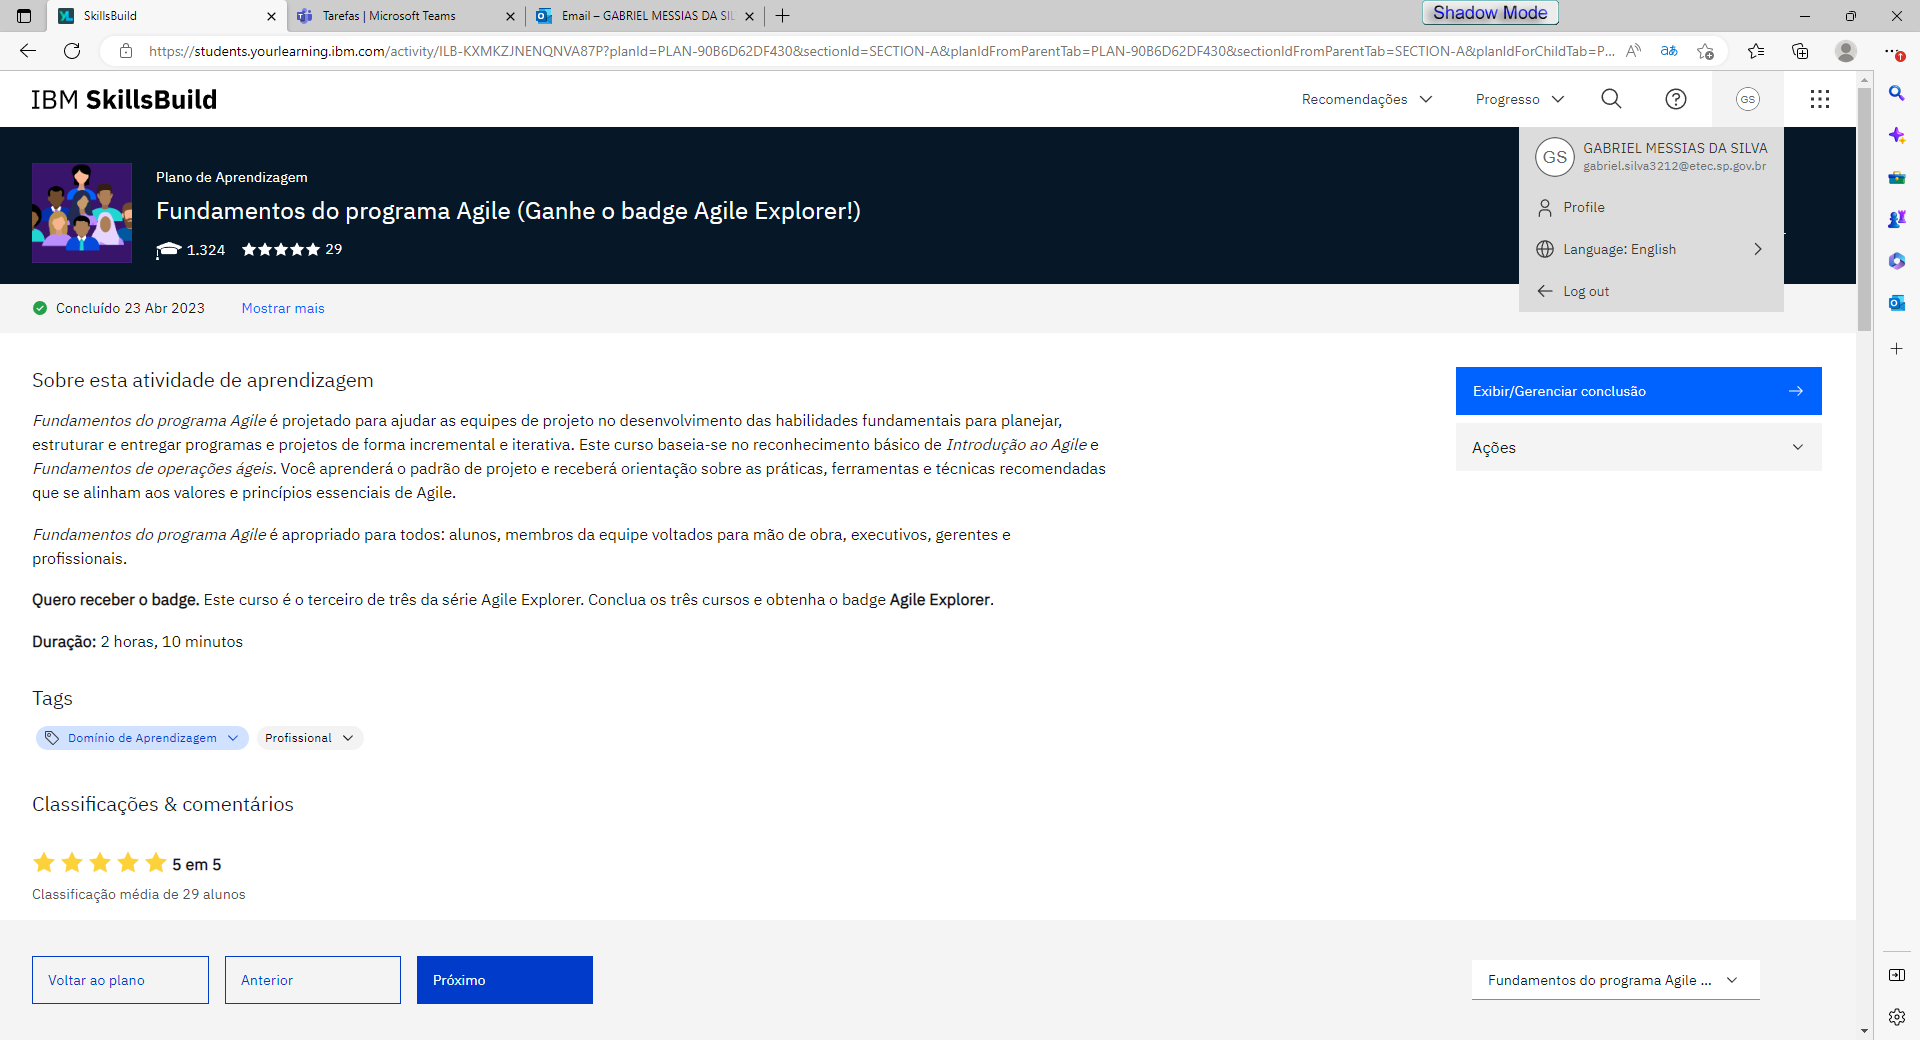 SkillsBuild
Tarefas | Microsoft Teams
Email – GABRIEL MESSIAS DA SIL
Shadow Mode
https://students.yourlearning.ibm.com/activity/ILB-KXMKZJNENQNVA87P?planId=PLAN-90B6D62DF430&sectionId=SECTION-A&planIdFromParentTab=PLAN-90B6D62DF430&sectionIdFromParentTab=SECTION-A&planIdForChildTab=P...
IBM SkillsBuild
Recomendações
Progresso
GS
GS
GABRIEL MESSIAS DA SILVA
gabriel.silva3212@etec.sp.gov.br
Profile
Language: English
Log out
Plano de Aprendizagem
Fundamentos do programa Agile (Ganhe o badge Agile Explorer!)
1.324
29
Concluído 23 Abr 2023
Mostrar mais
Sobre esta atividade de aprendizagem
Fundamentos do programa Agile é projetado para ajudar as equipes de projeto no desenvolvimento das habilidades fundamentais para planejar,
estruturar e entregar programas e projetos de forma incremental e iterativa. Este curso baseia-se no reconhecimento básico de Introdução ao Agile e
Fundamentos de operações ágeis. Você aprenderá o padrão de projeto e receberá orientação sobre as práticas, ferramentas e técnicas recomendadas
que se alinham aos valores e princípios essenciais de Agile.
Fundamentos do programa Agile é apropriado para todos: alunos, membros da equipe voltados para mão de obra, executivos, gerentes e
profissionais.
Quero receber o badge. Este curso é o terceiro de três da série Agile Explorer. Conclua os três cursos e obtenha o badge Agile Explorer.
Duração: 2 horas, 10 minutos
Exibir/Gerenciar conclusão
Ações
Tags
Domínio de Aprendizagem
Profissional
Classificações & comentários
5 em 5
Classificação média de 29 alunos
Voltar ao plano
Anterior
Próximo
Fundamentos do programa Agile ...